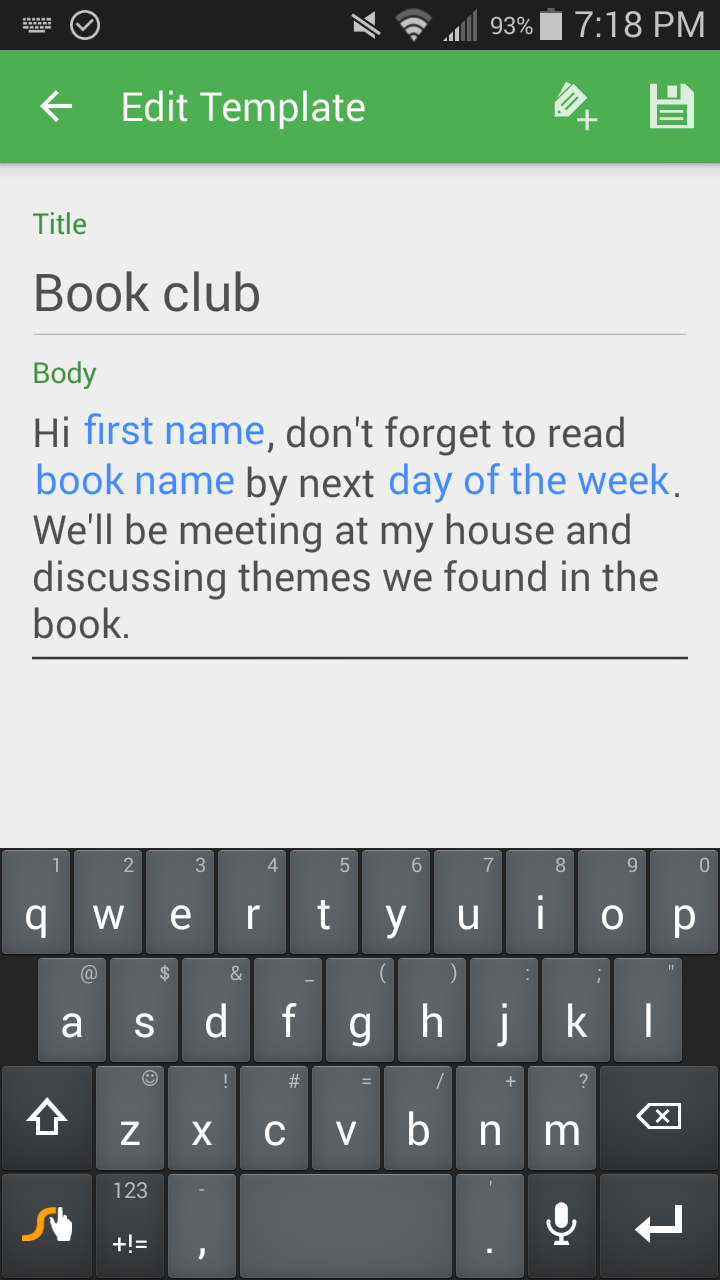 93% 7:18 PM
Edit Template
Title
Book club
Body
Hi first name, don't forget to read
book name by next day of the week.
We'll be meeting at my house and
discussing themes we found in the
book.
1 2 3 4 5 6 7 8 9 0
q w e r t y u i o p
@ $ & _ ( ) : ; "
a s d f g h j k l
! # = / + ?
z x c v b n m
123 - '
+!= , .